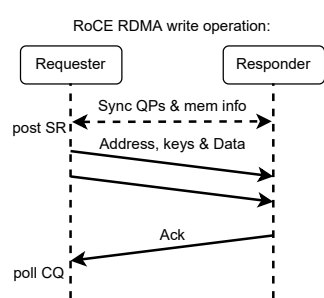 RoCE RDMA write operation:
Requester
Responder
Sync QPs & mem info
post SR
Address, keys & Data
Ack
poll CQ